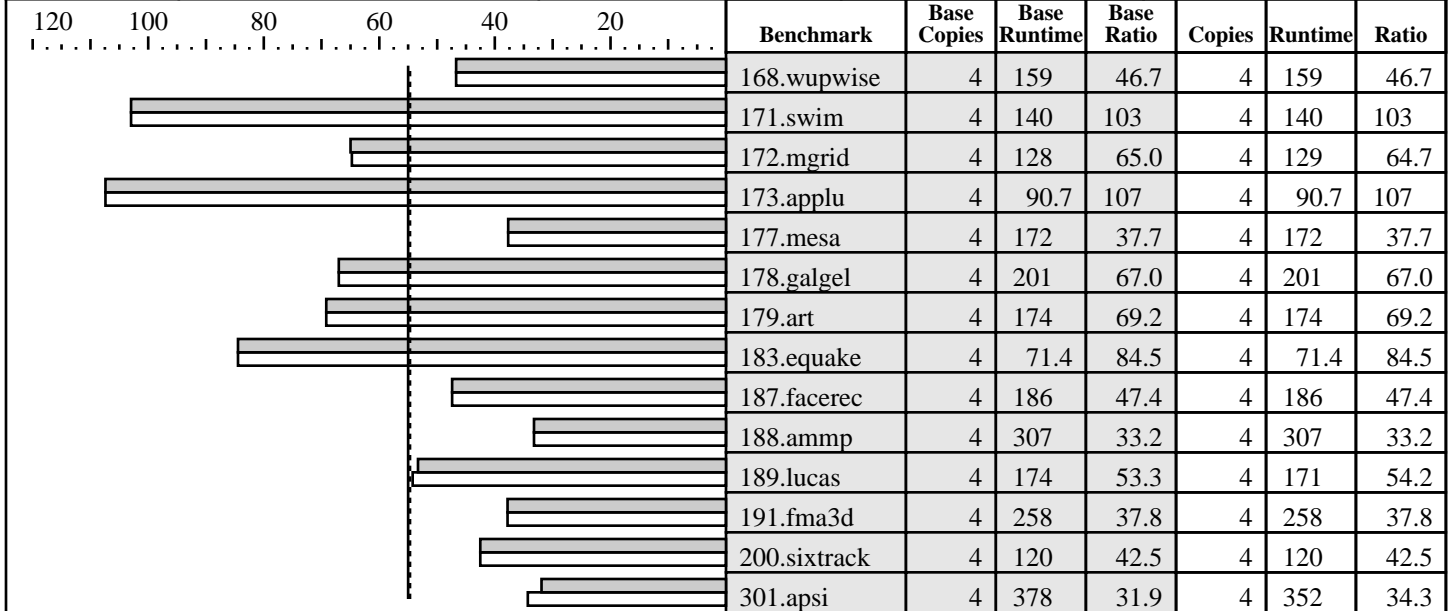 120 100 80 60 40 20
Benchmark Base Copies Base Runtime Base Ratio Copies Runtime Ratio
168.wupwise 4 159 46.7 4 159 46.7
171.swim 4 140 103 4 140 103
172.mgrid 4 128 65.0 4 129 64.7
173.applu 4 90.7 107 4 90.7 107
177.mesa 4 172 37.7 4 172 37.7
178.galgel 4 201 67.0 4 201 67.0
179.art 4 174 69.2 4 174 69.2
183.equake 4 71.4 84.5 4 71.4 84.5
187.facerec 4 186 47.4 4 186 47.4
188.ammp 4 307 33.2 4 307 33.2
189.lucas 4 174 53.3 4 171 54.2
191.fma3d 4 258 37.8 4 258 37.8
200.sixtrack 4 120 42.5 4 120 42.5
301.apsi 4 378 31.9 4 352 34.3